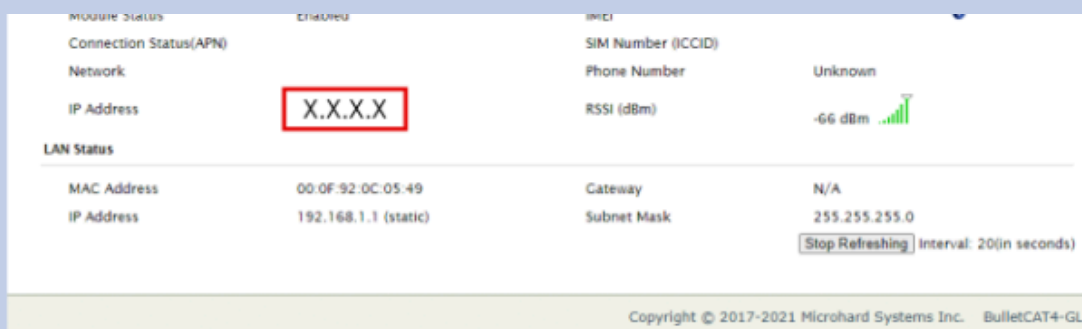 Module Status Enabled IMEI
Connection Status(APN) SIM Number (ICCID)
Network Phone Number Unknown
IP Address X.X.X.X RSSI (dBm) -66 dBm
LAN Status
MAC Address 00:0F:92:0C:05:49 Gateway N/A
IP Address 192.168.1.1 (static) Subnet Mask 255.255.255.0
Stop Refreshing Interval: 20(in seconds)
Copyright © 2017-2021 Microhard Systems Inc. BulletCAT4-GL